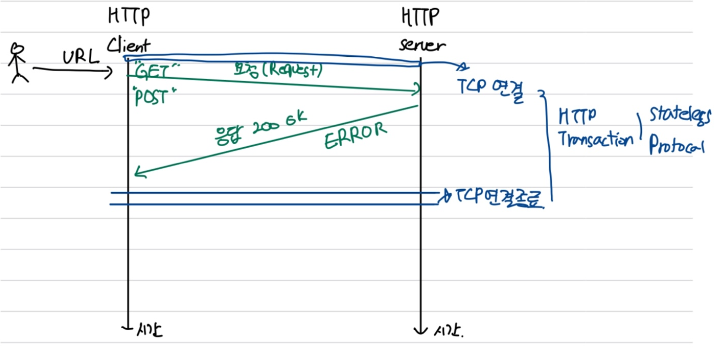 HTTP
Client
HTTP
Server
URL
"GET"
요청(Request)
"POST"
TCP 연결
응답 200 OK
ERROR
HTTP
Transaction
Stateless
Protocal
TCP 연결종료
시간
시간.